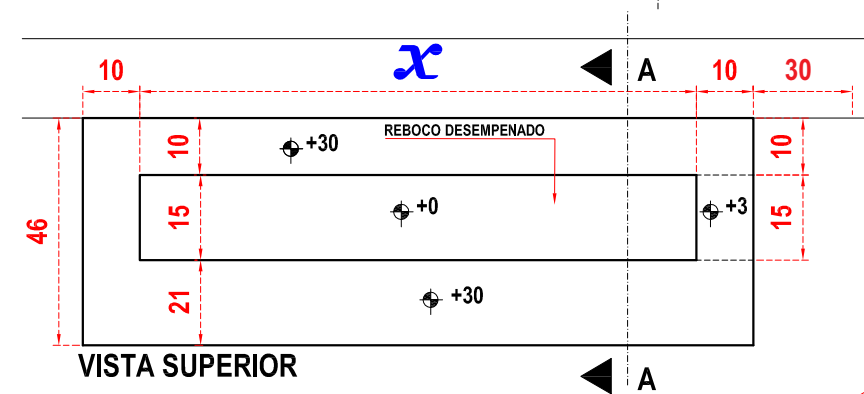 x
10
A
10
30
REBOCO DESEMPENADO
10
+30
10
46
15
+0
+3
15
21
+30
VISTA SUPERIOR
A